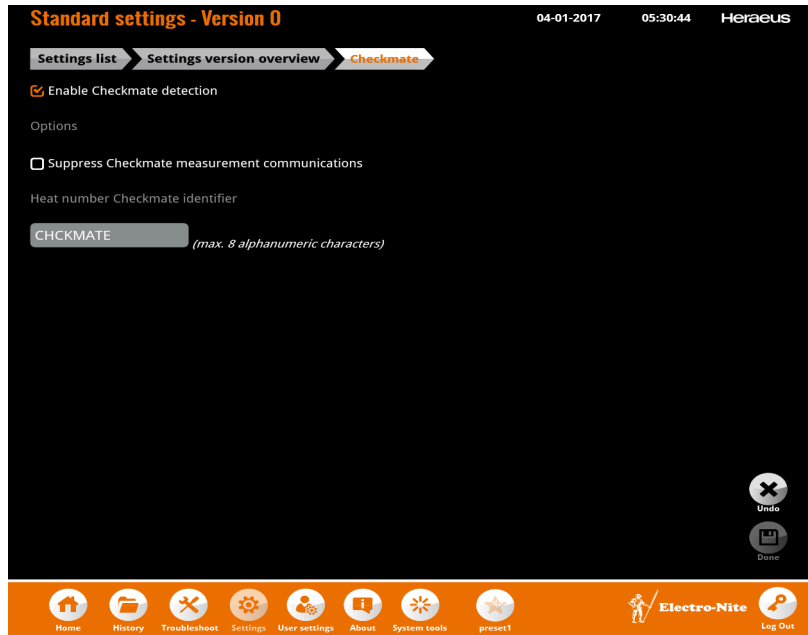 Standard settings - Version 0 04-01-2017 05:30:44 Heraeus
Settings list Settings version overview Checkmate
Enable Checkmate detection
Options
Suppress Checkmate measurement communications
Heat number Checkmate identifier
CHCKMATE (max. 8 alphanumeric characters)
Undo
Done
Home History Troubleshoot Settings User settings About System tools preset1 Electro-Nite Log Out